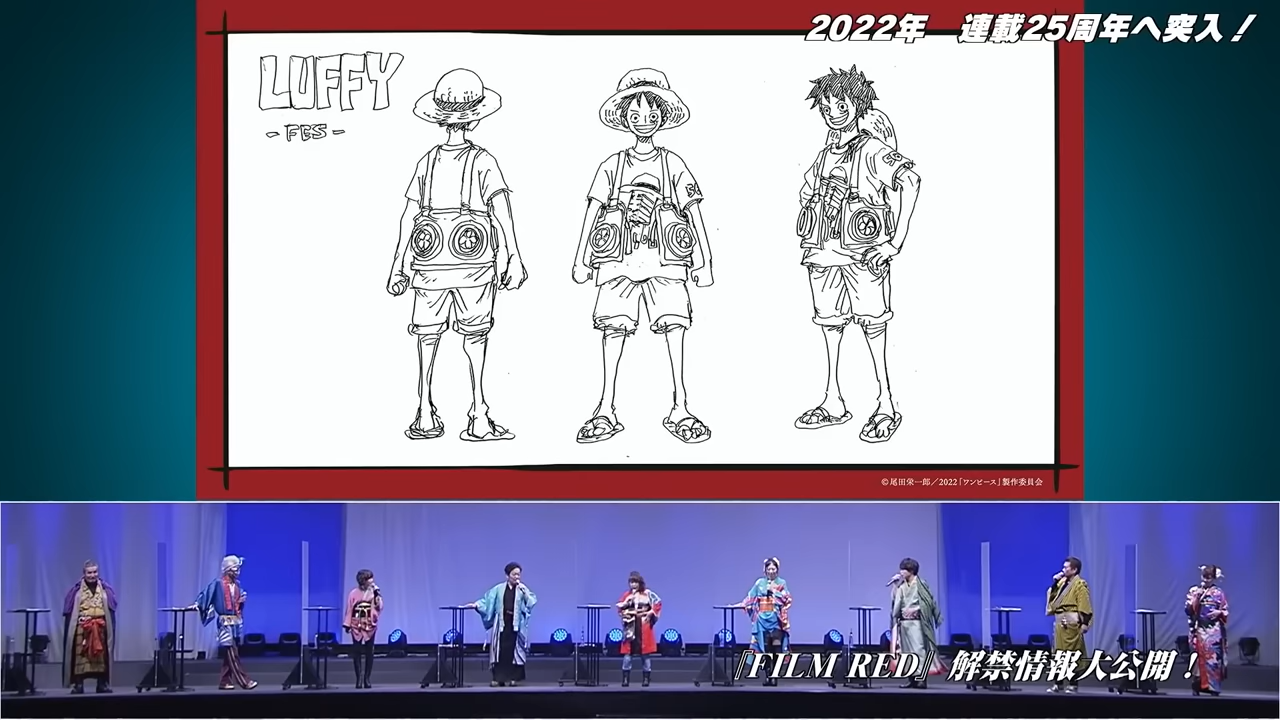 2022年 連載25周年へ突入！
LUFFY
-FES-
©尾田栄一郎／2022「ワンピース」製作委員会
『FILM RED』解禁情報大公開！